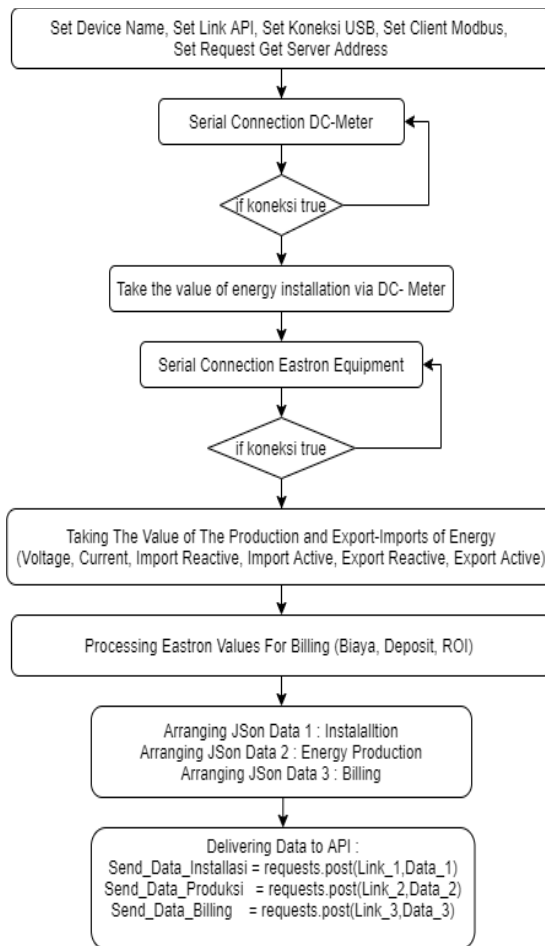 Set Device Name, Set Link API, Set Koneksi USB, Set Client Modbus,
Set Request Get Server Address
Serial Connection DC-Meter
if koneksi true
Take the value of energy installation via DC- Meter
Serial Connection Eastron Equipment
if koneksi true
Taking The Value of The Production and Export-Imports of Energy
(Voltage, Current, Import Reactive, Import Active, Export Reactive, Export Active)
Processing Eastron Values For Billing (Biaya, Deposit, ROI)
Arranging JSon Data 1 : Instalalltion
Arranging JSon Data 2 : Energy Production
Arranging JSon Data 3 : Billing
Delivering Data to API :
Send_Data_Installasi = requests.post(Link_1,Data_1)
Send_Data_Produksi = requests.post(Link_2,Data_2)
Send_Data_Billing = requests.post(Link_3,Data_3)